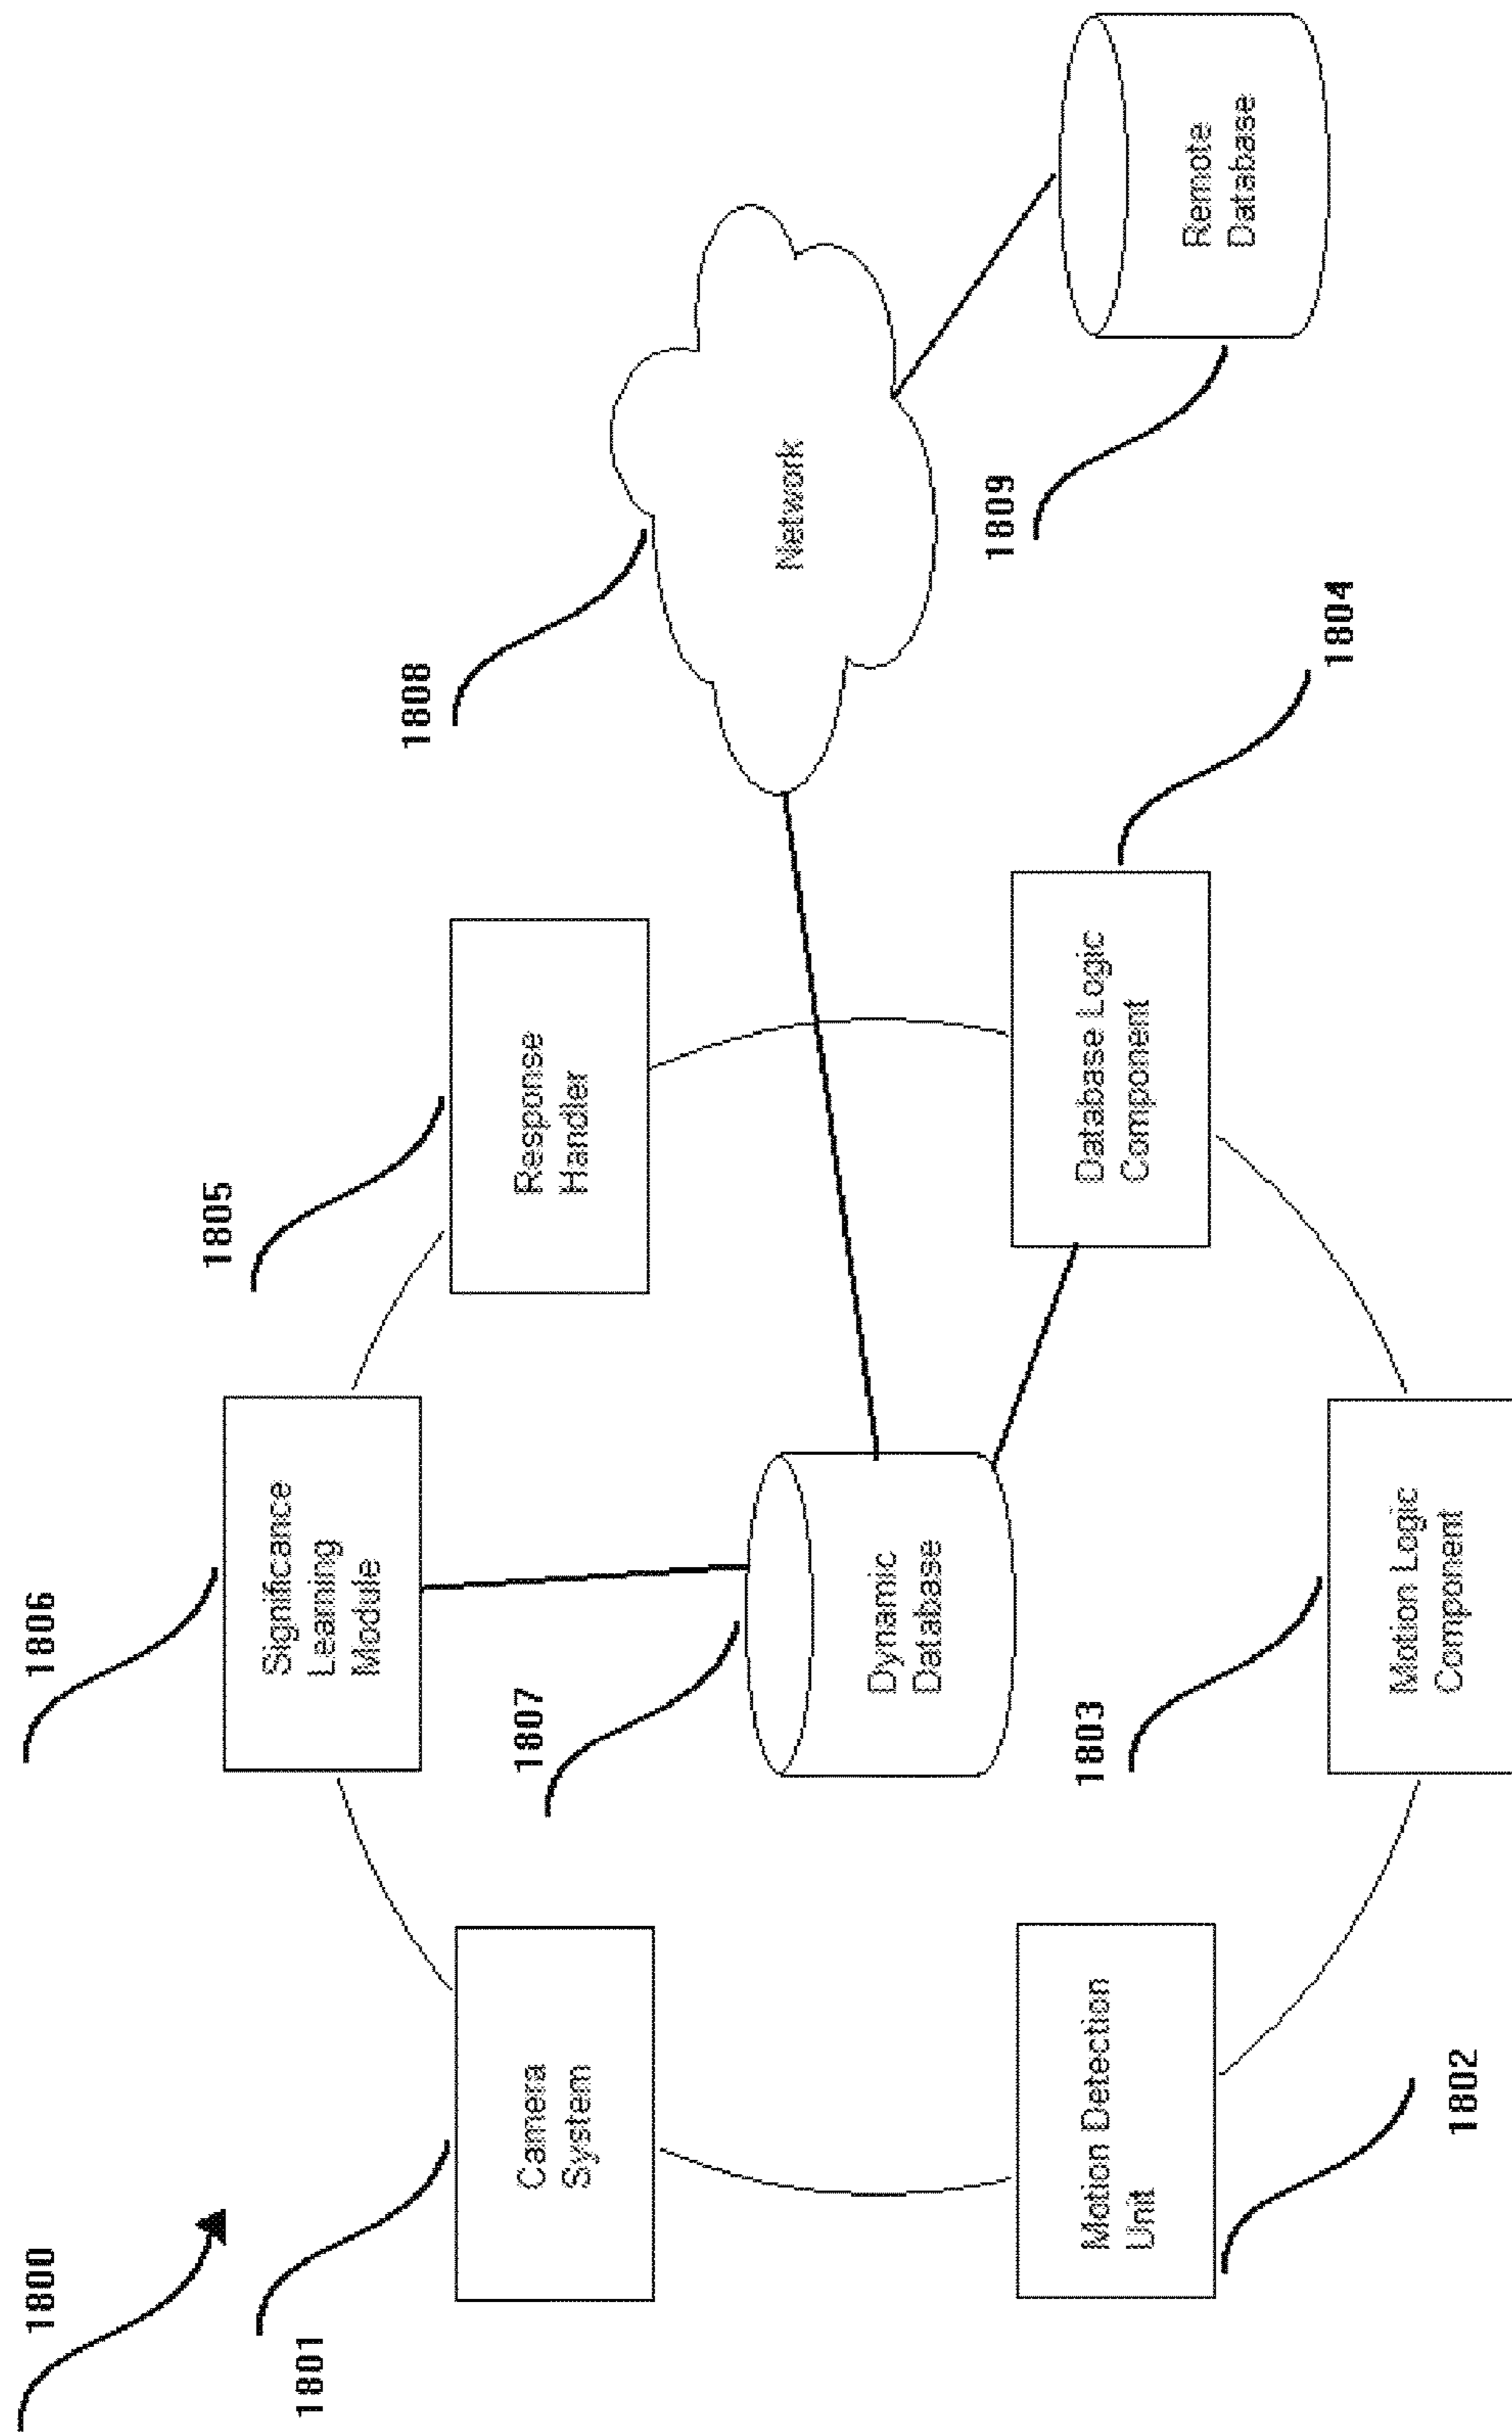 1800
1806
Significance
Learning
Module
1805
1801
Camera
System
Response
Handler
1808
1807
Dynamic
Database
Network
1803
1809
Motion Detection
Unit
Database Logic
Component
Remote
Database
1804
1802
Motion Logic
Component